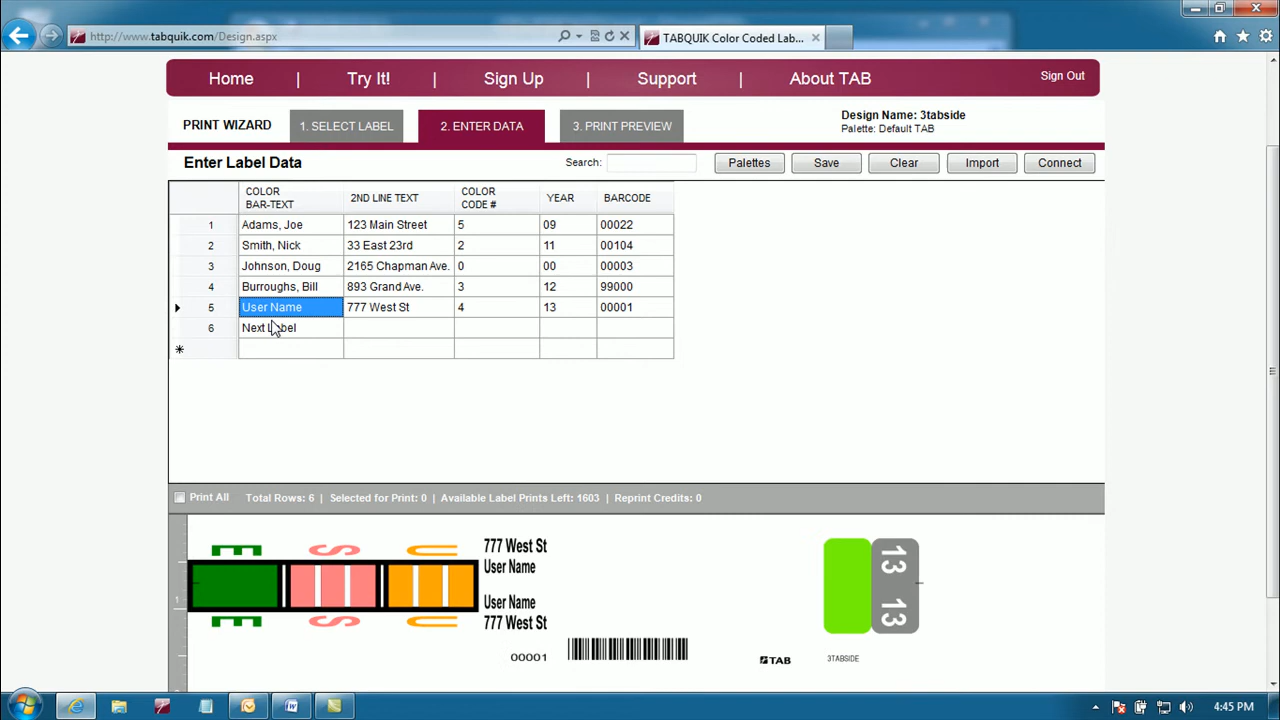 http://www.tabquik.com/Design.aspx
TABQUIK Color Coded Lab...
Home | Try It! | Sign Up | Support | About TAB
Sign Out
PRINT WIZARD 1. SELECT LABEL 2. ENTER DATA 3. PRINT PREVIEW
Design Name: 3tabside
Palette: Default TAB
Enter Label Data
Search: Palettes Save Clear Import Connect
COLOR BAR-TEXT 2ND LINE TEXT COLOR CODE # YEAR BARCODE
1 Adams, Joe 123 Main Street 5 09 00022
2 Smith, Nick 33 East 23rd 2 11 00104
3 Johnson, Doug 2165 Chapman Ave. 0 00 00003
4 Burroughs, Bill 893 Grand Ave. 3 12 99000
5 User Name 777 West St 4 13 00001
6 Next Label
*
Print All Total Rows: 6 | Selected for Print: 0 | Available Label Prints Left: 1603 | Reprint Credits: 0
E S U 777 West St
User Name
User Name
E S U 777 West St
13 13
1
00001
TAB
3TABSIDE
4:45 PM